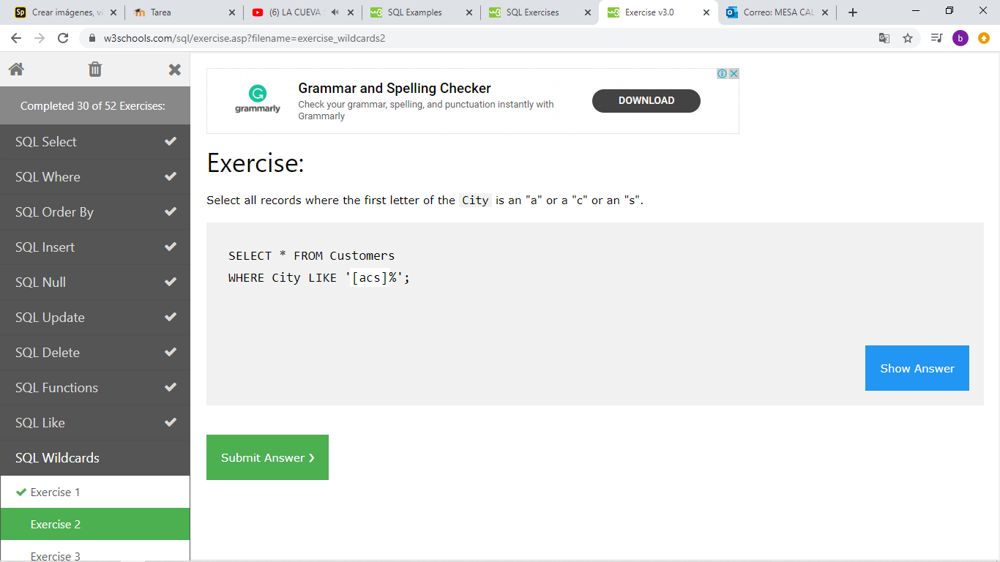 Crear imágenes, ví
Tarea
(6) LA CUEVA S
SQL Examples
SQL Exercises
Exercise v3.0
Correo: MESA CAL
w3schools.com/sql/exercise.asp?filename=exercise_wildcards2
b
Completed 30 of 52 Exercises:
SQL Select
SQL Where
SQL Order By
SQL Insert
SQL Null
SQL Update
SQL Delete
SQL Functions
SQL Like
SQL Wildcards
Exercise 1
Exercise 2
Exercise 3
grammarly
Grammar and Spelling Checker
Check your grammar, spelling, and punctuation instantly with
Grammarly
DOWNLOAD
Exercise:
Select all records where the first letter of the City is an "a" or a "c" or an "s".
SELECT * FROM Customers
WHERE City LIKE '[acs]%';
Show Answer
Submit Answer ❯